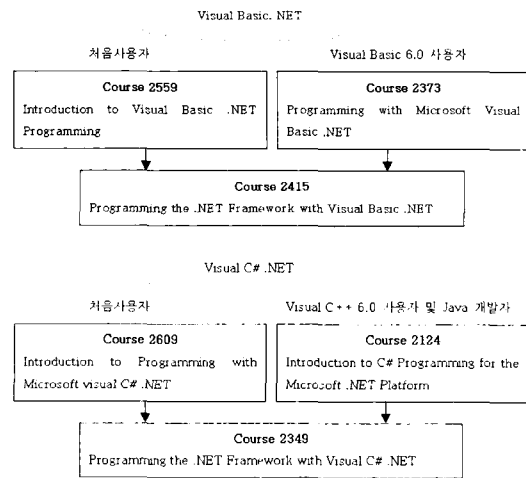 Visual Basic. NET
처음사용자
Visual Basic 6.0 사용자
Course 2559
Introduction to Visual Basic .NET
Programming
Course 2373
Programming with Microsoft Visual
Basic .NET
Course 2415
Programming the .NET Framework with Visual Basic .NET
Visual C# .NET
처음사용자
Visual C++ 6.0 사용자 및 Java 개발자
Course 2609
Introduction to Programming with
Microsoft visual C# .NET
Course 2124
Introduction to C# Programming for the
Microsoft .NET Platform
Course 2349
Programming the .NET Framework with Visual C# .NET